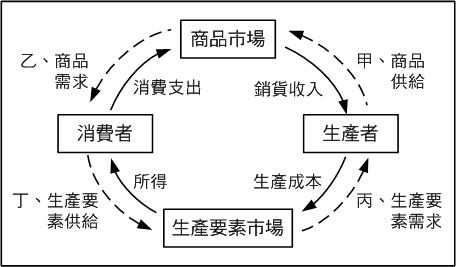 商品市場
乙、商品
需求
甲、商品
供給
消費支出
銷貨收入
消費者
生產者
所得
生產成本
丁、生產要
素供給
丙、生產要
素需求
生產要素市場